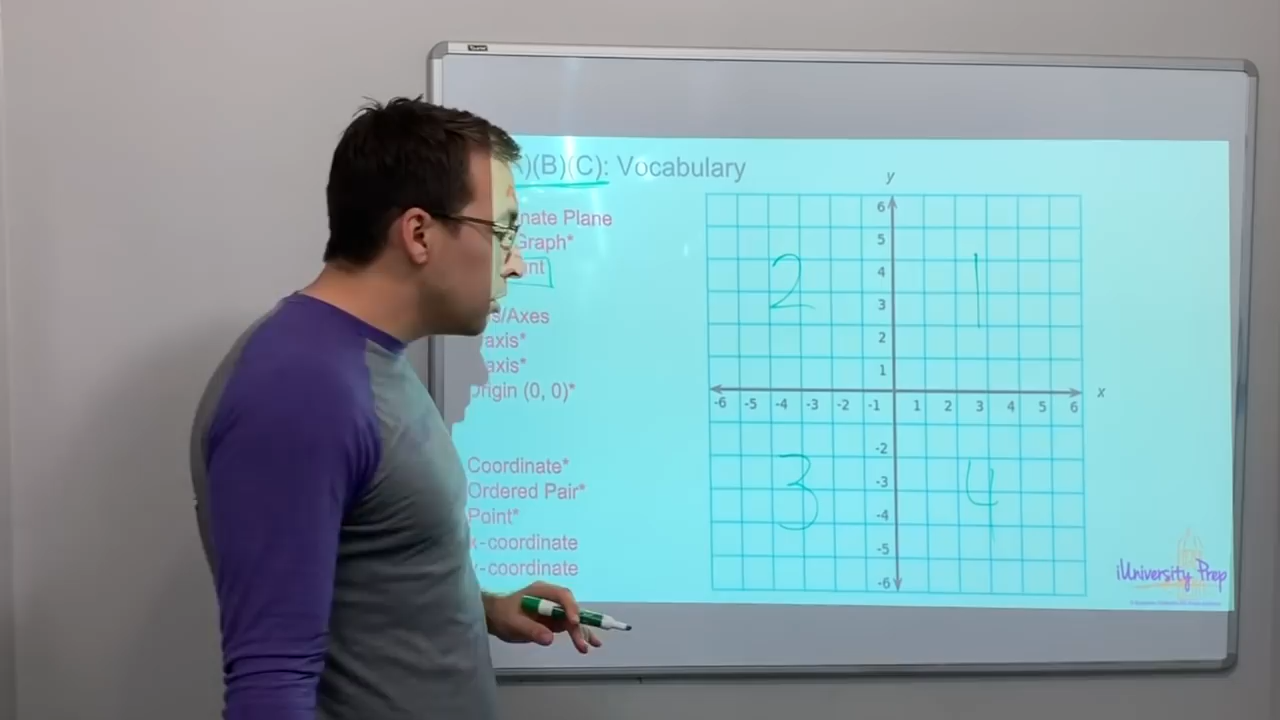 )(B)(C): Vocabulary
nate Plane
Graph*
nt
s/Axes
axis*
axis*
Origin (0, 0)*
Coordinate*
Ordered Pair*
Point*
x-coordinate
y-coordinate
y
6
5
4
3
2
1
-6 -5 -4 -3 -2 -1 1 2 3 4 5 6 x
-2
-3
-4
-5
-6
2 1
3 4
iUniversity Prep